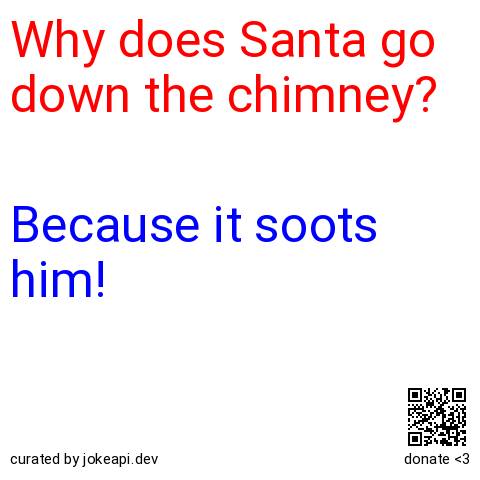 Why does Santa go
down the chimney?
Because it soots
him!
curated by jokeapi.dev
donate <3